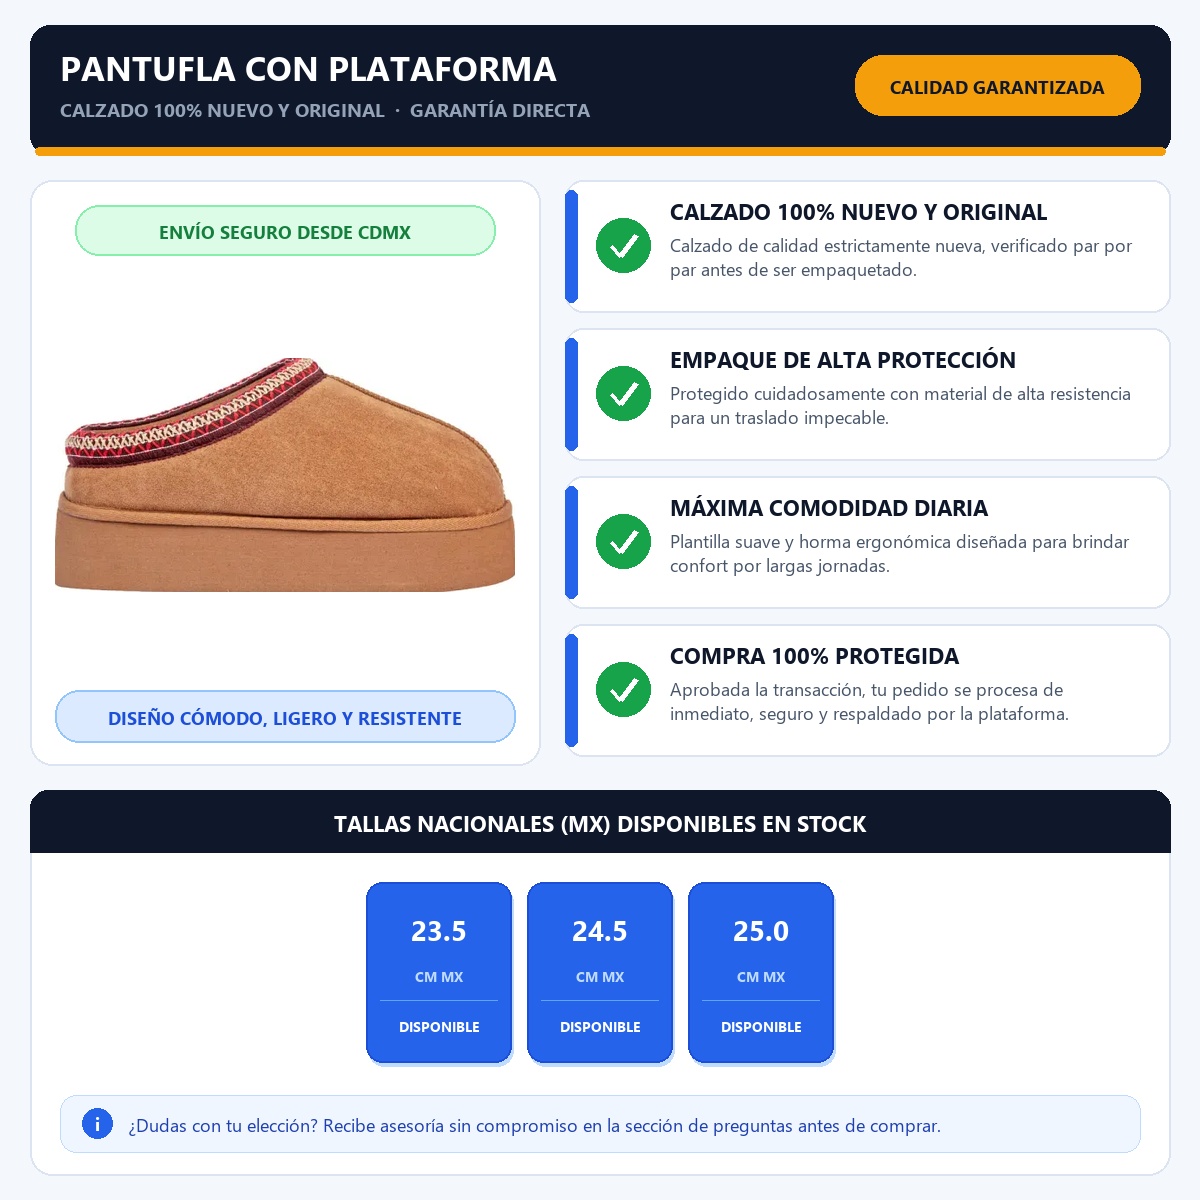 PANTUFLA CON PLATAFORMA
CALZADO 100% NUEVO Y ORIGINAL · GARANTÍA DIRECTA
CALIDAD GARANTIZADA
ENVÍO SEGURO DESDE CDMX
DISEÑO CÓMODO, LIGERO Y RESISTENTE
CALZADO 100% NUEVO Y ORIGINAL
Calzado de calidad estrictamente nueva, verificado par por
par antes de ser empaquetado.
EMPAQUE DE ALTA PROTECCIÓN
Protegido cuidadosamente con material de alta resistencia
para un traslado impecable.
MÁXIMA COMODIDAD DIARIA
Plantilla suave y horma ergonómica diseñada para brindar
confort por largas jornadas.
COMPRA 100% PROTEGIDA
Aprobada la transacción, tu pedido se procesa de
inmediato, seguro y respaldado por la plataforma.
TALLAS NACIONALES (MX) DISPONIBLES EN STOCK
23.5
CM MX
DISPONIBLE
24.5
CM MX
DISPONIBLE
25.0
CM MX
DISPONIBLE
¿Dudas con tu elección? Recibe asesoría sin compromiso en la sección de preguntas antes de comprar.